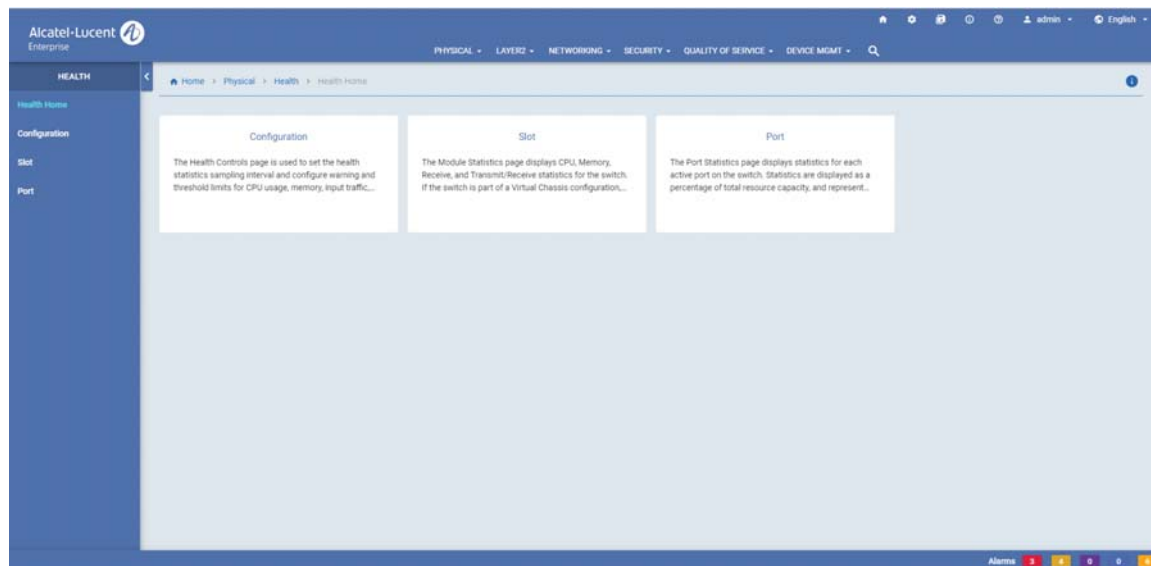 Alcatel·Lucent
Enterprise
admin
English
PHYSICAL
LAYER2
NETWORKING
SECURITY
QUALITY OF SERVICE
DEVICE MGMT
HEALTH
Home > Physical > Health > Health Home
Health Home
Configuration
Slot
Port
Configuration
The Health Controls page is used to set the health
statistics sampling interval and configure warning and
threshold limits for CPU usage, memory, input traffic,...
Slot
The Module Statistics page displays CPU, Memory,
Receive, and Transmit/Receive statistics for the switch.
If the switch is part of a Virtual Chassis configuration,...
Port
The Port Statistics page displays statistics for each
active port on the switch. Statistics are displayed as a
percentage of total resource capacity, and represent...
Alarms 3 4 0 0